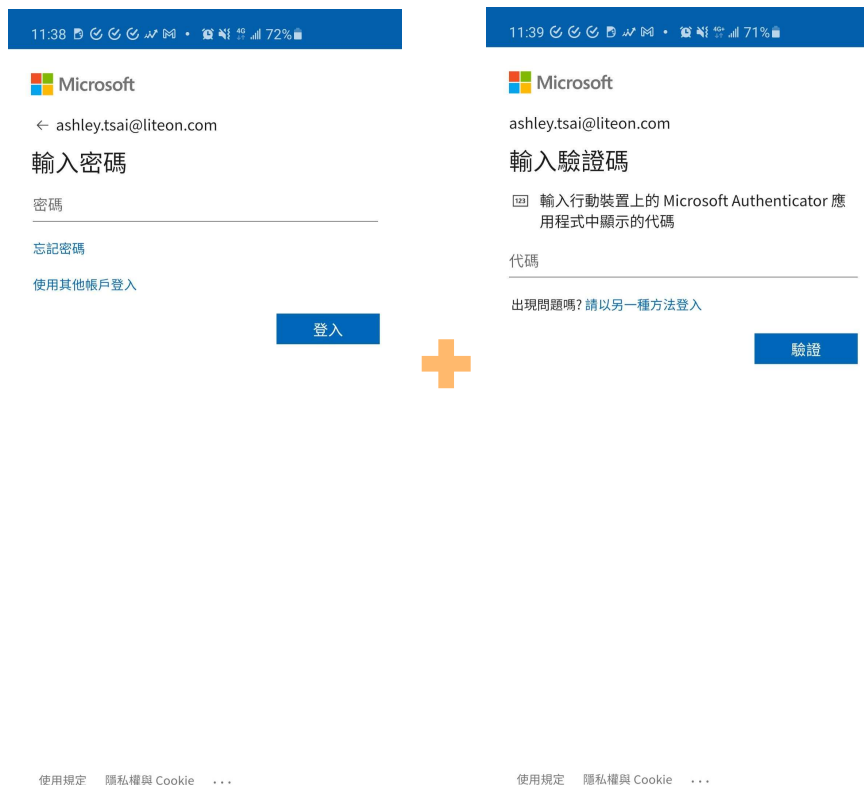 11:38
72%
Microsoft
← ashley.tsai@liteon.com
輸入密碼
密碼
忘記密碼
使用其他帳戶登入
登入
使用規定 隱私權與 Cookie ...
11:39
4G+
71%
Microsoft
ashley.tsai@liteon.com
輸入驗證碼
123 輸入行動裝置上的 Microsoft Authenticator 應
用程式中顯示的代碼
代碼
出現問題嗎? 請以另一種方法登入
驗證
使用規定 隱私權與 Cookie ...